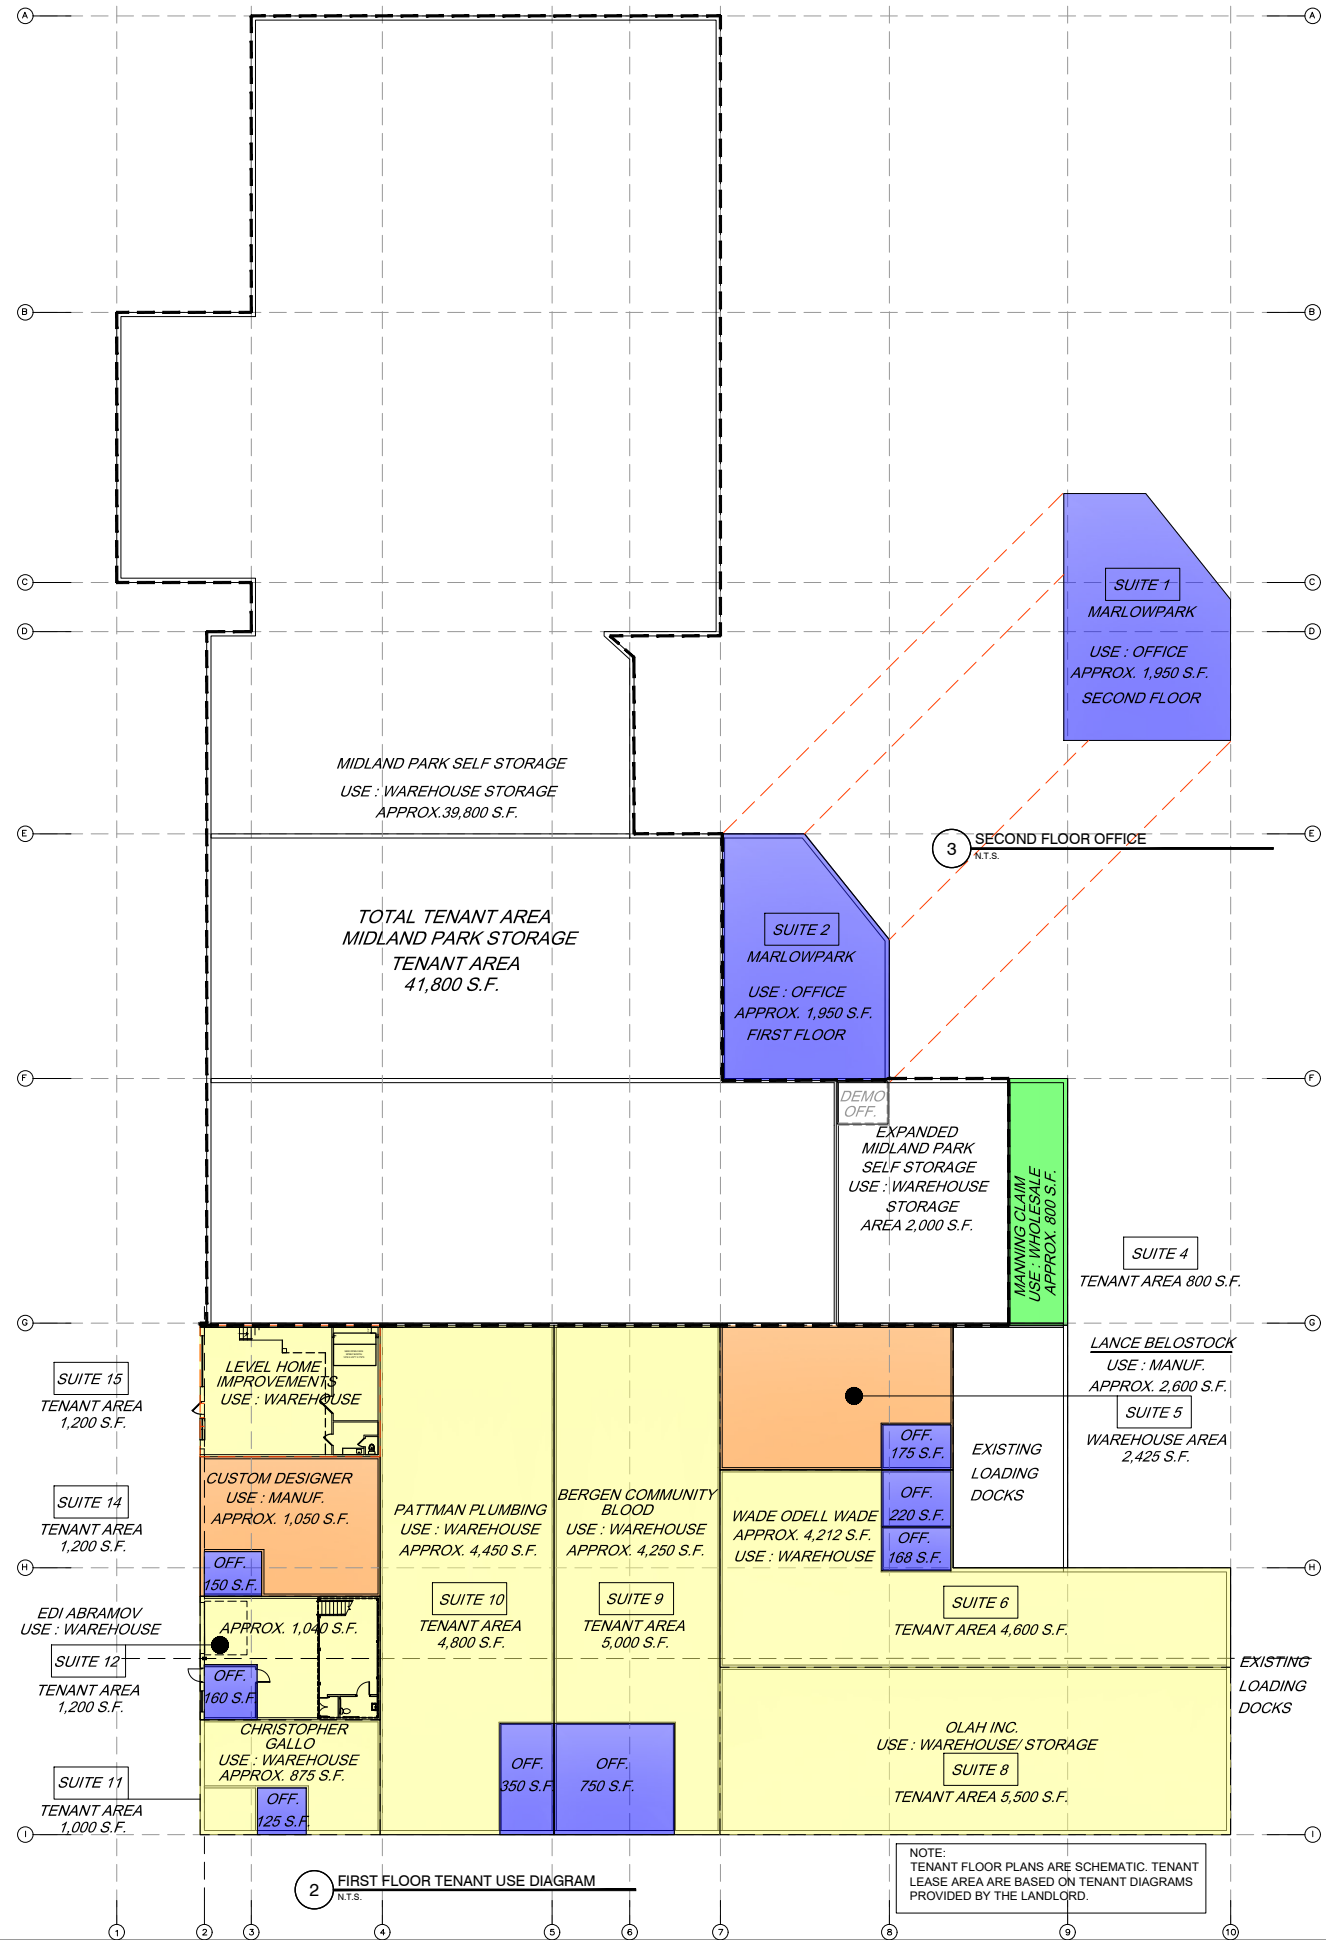 A
A
B
B
C
C
D
D
SUITE 1
MARLOWPARK
USE : OFFICE
APPROX. 1,950 S.F.
SECOND FLOOR
MIDLAND PARK SELF STORAGE
USE : WAREHOUSE STORAGE
APPROX.39,800 S.F.
E
E
3
SECOND FLOOR OFFICE
N.T.S.
TOTAL TENANT AREA
MIDLAND PARK STORAGE
TENANT AREA
41,800 S.F.
SUITE 2
MARLOWPARK
USE : OFFICE
APPROX. 1,950 S.F.
FIRST FLOOR
F
F
DEMO
OFF.
EXPANDED
MIDLAND PARK
SELF STORAGE
USE : WAREHOUSE
STORAGE
AREA 2,000 S.F.
MANNING CLAIM
USE : WHOLESALE
APPROX. 800 S.F.
SUITE 4
TENANT AREA 800 S.F.
G
G
LANCE BELOSTOCK
USE : MANUF.
APPROX. 2,600 S.F.
SUITE 5
WAREHOUSE AREA
2,425 S.F.
SUITE 15
TENANT AREA
1,200 S.F.
LEVEL HOME
IMPROVEMENTS
USE : WAREHOUSE
SUITE 14
TENANT AREA
1,200 S.F.
CUSTOM DESIGNER
USE : MANUF.
APPROX. 1,050 S.F.
OFF.
150 S.F.
PATTMAN PLUMBING
USE : WAREHOUSE
APPROX. 4,450 S.F.
SUITE 10
TENANT AREA
4,800 S.F.
BERGEN COMMUNITY
BLOOD
USE : WAREHOUSE
APPROX. 4,250 S.F.
SUITE 9
TENANT AREA
5,000 S.F.
OFF.
175 S.F.
OFF.
220 S.F.
OFF.
168 S.F.
WADE ODELL WADE
APPROX. 4,212 S.F.
USE : WAREHOUSE
EXISTING
LOADING
DOCKS
H
H
SUITE 6
TENANT AREA 4,600 S.F.
EDI ABRAMOV
USE : WAREHOUSE
SUITE 12
TENANT AREA
1,200 S.F.
APPROX. 1,040 S.F.
OFF.
160 S.F.
EXISTING
LOADING
DOCKS
CHRISTOPHER
GALLO
USE : WAREHOUSE
APPROX. 875 S.F.
OFF.
125 S.F.
SUITE 11
TENANT AREA
1,000 S.F.
OFF.
350 S.F.
OFF.
750 S.F.
OLAH INC.
USE : WAREHOUSE/ STORAGE
SUITE 8
TENANT AREA 5,500 S.F.
I
I
NOTE:
TENANT FLOOR PLANS ARE SCHEMATIC. TENANT
LEASE AREA ARE BASED ON TENANT DIAGRAMS
PROVIDED BY THE LANDLORD.
2
FIRST FLOOR TENANT USE DIAGRAM
N.T.S.
1 2 3 4 5 6 7 8 9 10